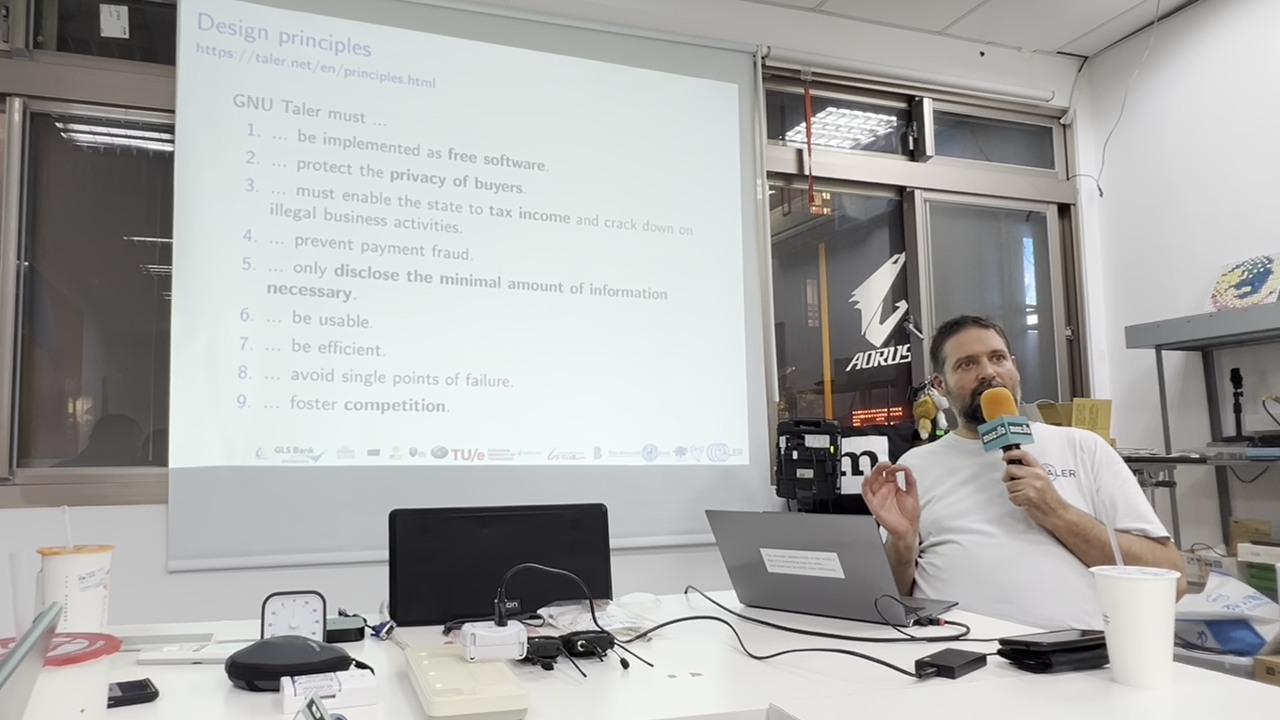 Design principles
https://taler.net/en/principles.html
GNU Taler must ...
1. ... be implemented as free software.
2. ... protect the privacy of buyers.
3. ... must enable the state to tax income and crack down on
illegal business activities.
4. ... prevent payment fraud.
5. ... only disclose the minimal amount of information
necessary.
6. ... be usable.
7. ... be efficient.
8. ... avoid single points of failure.
9. ... foster competition.
GLS Bank
TU/e
AORUS
m
moz://a
moz://a
TALER